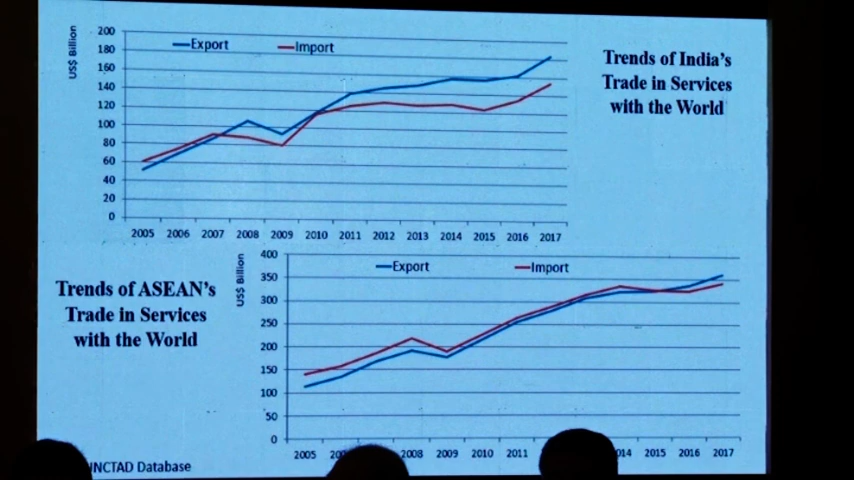 US$ Billion
200
180
160
140
120
100
80
60
40
20
0
Export
Import
2005 2006 2007 2008 2009 2010 2011 2012 2013 2014 2015 2016 2017
Trends of India's
Trade in Services
with the World
Trends of ASEAN's
Trade in Services
with the World
US$ Billion
400
350
300
250
200
150
100
50
0
Export
Import
2005 2008 2009 2010 2011 2015 2016 2017
Database